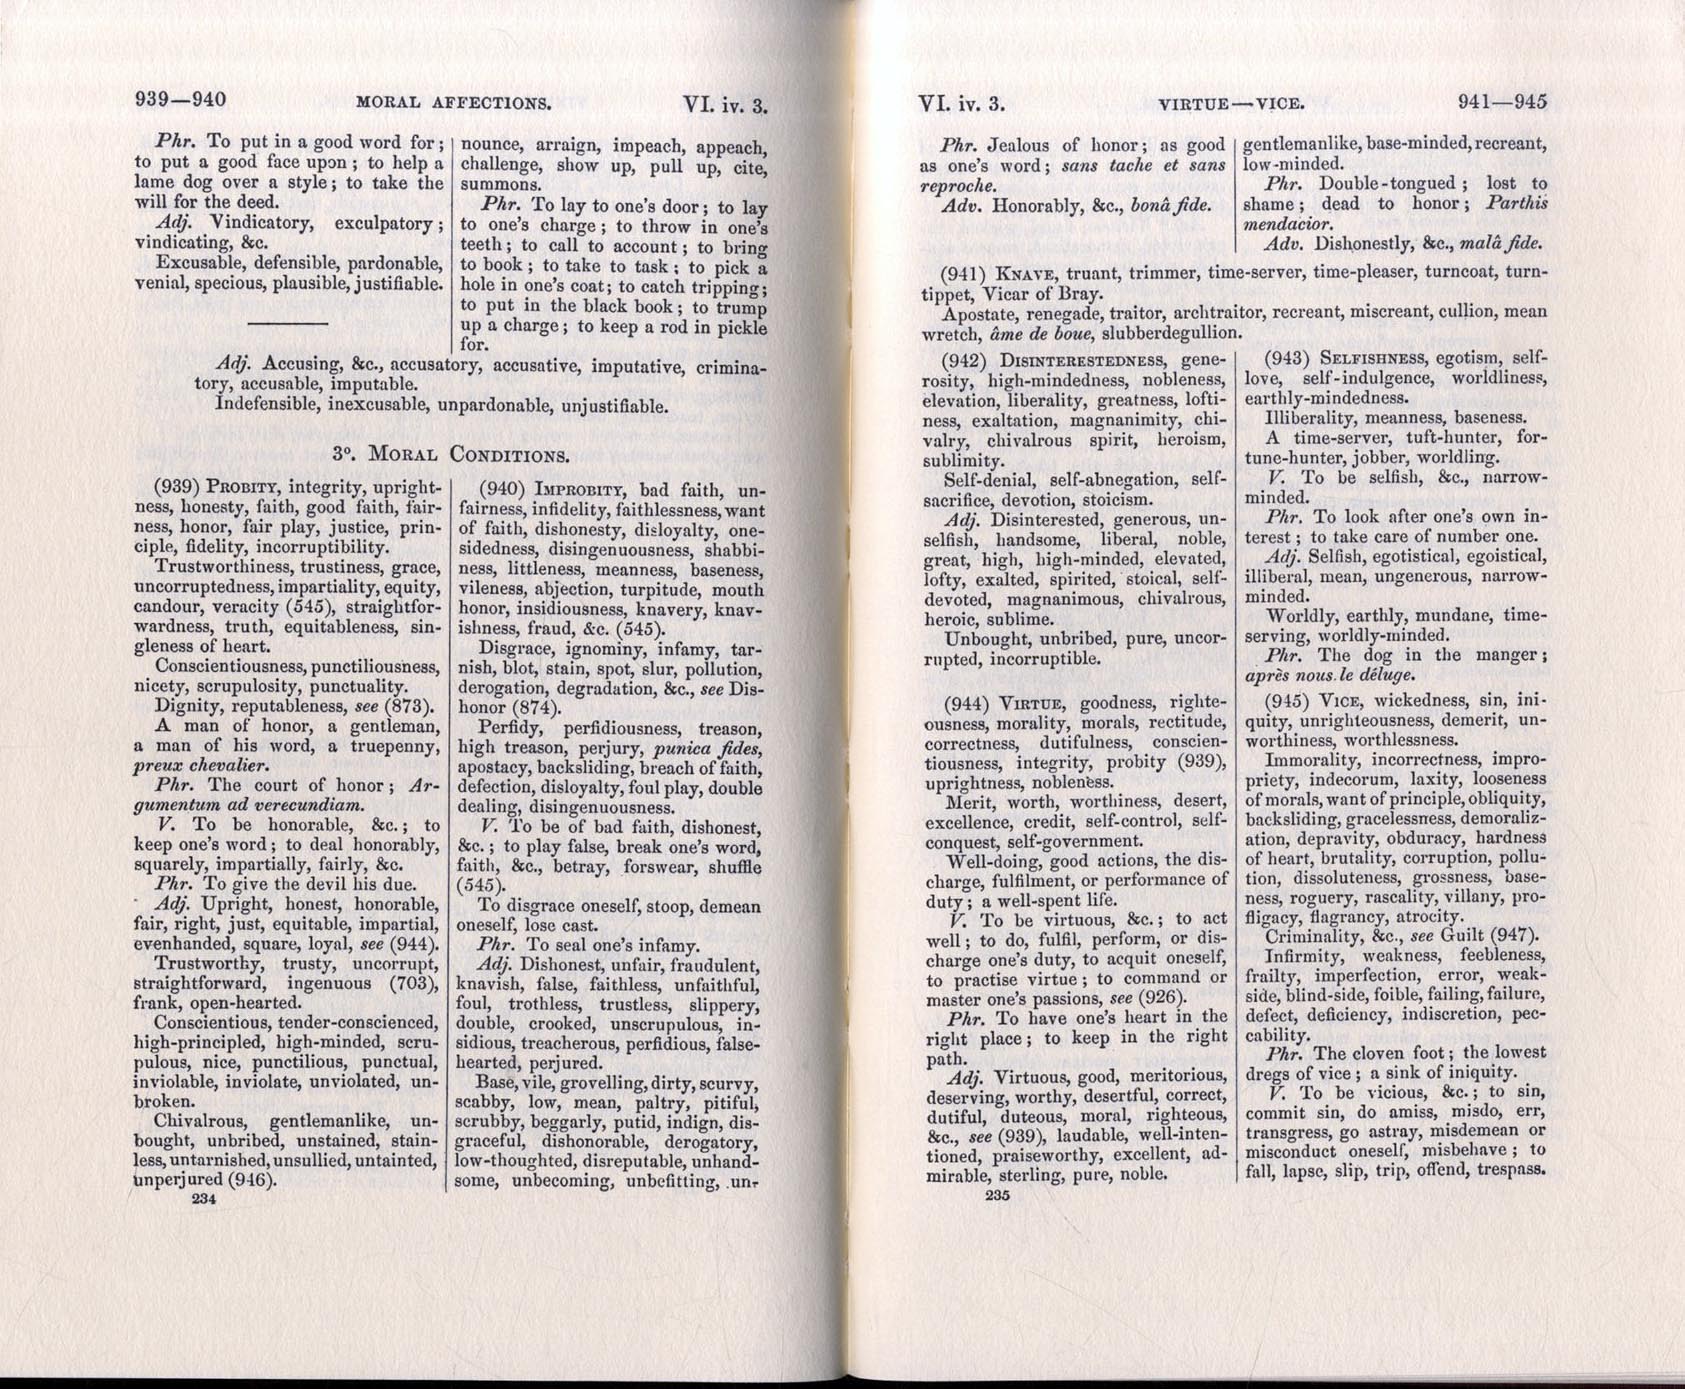 939—940 MORAL AFFECTIONS. VI. iv. 3.
Phr. To put in a good word for;
to put a good face upon; to help a
lame dog over a style; to take the
will for the deed.
Adj. Vindicatory, exculpatory;
vindicating, &c.
Excusable, defensible, pardonable,
venial, specious, plausible, justifiable.
nounce, arraign, impeach, appeach,
challenge, show up, pull up, cite,
summons.
Phr. To lay to one's door; to lay
to one's charge; to throw in one's
teeth; to call to account; to bring
to book; to take to task; to pick a
hole in one's coat; to catch tripping;
to put in the black book; to trump
up a charge; to keep a rod in pickle
for.
Adj. Accusing, &c., accusatory, accusative, imputative, crimina-
tory, accusable, imputable.
Indefensible, inexcusable, unpardonable, unjustifiable.
3°. MORAL CONDITIONS.
(939) PROBITY, integrity, upright-
ness, honesty, faith, good faith, fair-
ness, honor, fair play, justice, prin-
ciple, fidelity, incorruptibility.
Trustworthiness, trustiness, grace,
uncorruptedness, impartiality, equity,
candour, veracity (545), straightfor-
wardness, truth, equitableness, sin-
gleness of heart.
Conscientiousness, punctiliousness,
nicety, scrupulosity, punctuality.
Dignity, reputableness, see (873).
A man of honor, a gentleman,
a man of his word, a truepenny,
preux chevalier.
Phr. The court of honor; Ar-
gumentum ad verecundiam.
V. To be honorable, &c.; to
keep one's word; to deal honorably,
squarely, impartially, fairly, &c.
Phr. To give the devil his due.
Adj. Upright, honest, honorable,
fair, right, just, equitable, impartial,
evenhanded, square, loyal, see (944).
Trustworthy, trusty, uncorrupt,
straightforward, ingenuous (703),
frank, open-hearted.
Conscientious, tender-conscienced,
high-principled, high-minded, scru-
pulous, nice, punctilious, punctual,
inviolable, inviolate, unviolated, un-
broken.
Chivalrous, gentlemanlike, un-
bought, unbribed, unstained, stain-
less, untarnished, unsullied, untainted,
unperjured (946).
234
(940) IMPROBITY, bad faith, un-
fairness, infidelity, faithlessness, want
of faith, dishonesty, disloyalty, one-
sidedness, disingenuousness, shabbi-
ness, littleness, meanness, baseness,
vileness, abjection, turpitude, mouth
honor, insidiousness, knavery, knav-
ishness, fraud, &c. (545).
Disgrace, ignominy, infamy, tar-
nish, blot, stain, spot, slur, pollution,
derogation, degradation, &c., see Dis-
honor (874).
Perfidy, perfidiousness, treason,
high treason, perjury, punica fides,
apostacy, backsliding, breach of faith,
defection, disloyalty, foul play, double
dealing, disingenuousness.
V. To be of bad faith, dishonest,
&c.; to play false, break one's word,
faith, &c., betray, forswear, shuffle
(545).
To disgrace oneself, stoop, demean
oneself, lose cast.
Phr. To seal one's infamy.
Adj. Dishonest, unfair, fraudulent,
knavish, false, faithless, unfaithful,
foul, trothless, trustless, slippery,
double, crooked, unscrupulous, in-
sidious, treacherous, perfidious, false-
hearted, perjured.
Base, vile, grovelling, dirty, scurvy,
scabby, low, mean, paltry, pitiful,
scrubby, beggarly, putid, indign, dis-
graceful, dishonorable, derogatory,
low-thoughted, disreputable, unhand-
some, unbecoming, unbefitting, un-
VI. iv. 3. VIRTUE—VICE. 941—945
Phr. Jealous of honor; as good
as one's word; sans tache et sans
reproche.
Adv. Honorably, &c., bonâ fide.
gentlemanlike, base-minded, recreant,
low-minded.
Phr. Double-tongued; lost to
shame; dead to honor; Parthis
mendacior.
Adv. Dishonestly, &c., malâ fide.
(941) KNAVE, truant, trimmer, time-server, time-pleaser, turncoat, turn-
tippet, Vicar of Bray.
Apostate, renegade, traitor, archtraitor, recreant, miscreant, cullion, mean
wretch, âme de boue, slubberdegullion.
(942) DISINTERESTEDNESS, gene-
rosity, high-mindedness, nobleness,
elevation, liberality, greatness, lofti-
ness, exaltation, magnanimity, chi-
valry, chivalrous spirit, heroism,
sublimity.
Self-denial, self-abnegation, self-
sacrifice, devotion, stoicism.
Adj. Disinterested, generous, un-
selfish, handsome, liberal, noble,
great, high, high-minded, elevated,
lofty, exalted, spirited, stoical, self-
devoted, magnanimous, chivalrous,
heroic, sublime.
Unbought, unbribed, pure, uncor-
rupted, incorruptible.
(943) SELFISHNESS, egotism, self-
love, self-indulgence, worldliness,
earthly-mindedness.
Illiberality, meanness, baseness.
A time-server, tuft-hunter, for-
tune-hunter, jobber, worldling.
V. To be selfish, &c., narrow-
minded.
Phr. To look after one's own in-
terest; to take care of number one.
Adj. Selfish, egotistical, egoistical,
illiberal, mean, ungenerous, narrow-
minded.
Worldly, earthly, mundane, time-
serving, worldly-minded.
Phr. The dog in the manger;
après nous le déluge.
(944) VIRTUE, goodness, righte-
ousness, morality, morals, rectitude,
correctness, dutifulness, conscien-
tiousness, integrity, probity (939),
uprightness, nobleness.
Merit, worth, worthiness, desert,
excellence, credit, self-control, self-
conquest, self-government.
Well-doing, good actions, the dis-
charge, fulfilment, or performance of
duty; a well-spent life.
V. To be virtuous, &c.; to act
well; to do, fulfil, perform, or dis-
charge one's duty, to acquit oneself,
to practise virtue; to command or
master one's passions, see (926).
Phr. To have one's heart in the
right place; to keep in the right
path.
Adj. Virtuous, good, meritorious,
deserving, worthy, desertful, correct,
dutiful, duteous, moral, righteous,
&c., see (939), laudable, well-inten-
tioned, praiseworthy, excellent, ad-
mirable, sterling, pure, noble.
235
(945) VICE, wickedness, sin, ini-
quity, unrighteousness, demerit, un-
worthiness, worthlessness.
Immorality, incorrectness, impro-
priety, indecorum, laxity, looseness
of morals, want of principle, obliquity,
backsliding, gracelessness, demoraliz-
ation, depravity, obduracy, hardness
of heart, brutality, corruption, pollu-
tion, dissoluteness, grossness, base-
ness, roguery, rascality, villany, pro-
fligacy, flagrancy, atrocity.
Criminality, &c., see Guilt (947).
Infirmity, weakness, feebleness,
frailty, imperfection, error, weak-
side, blind-side, foible, failing, failure,
defect, deficiency, indiscretion, pec-
cability.
Phr. The cloven foot; the lowest
dregs of vice; a sink of iniquity.
V. To be vicious, &c.; to sin,
commit sin, do amiss, misdo, err,
transgress, go astray, misdemean or
misconduct oneself, misbehave; to
fall, lapse, slip, trip, offend, trespass.